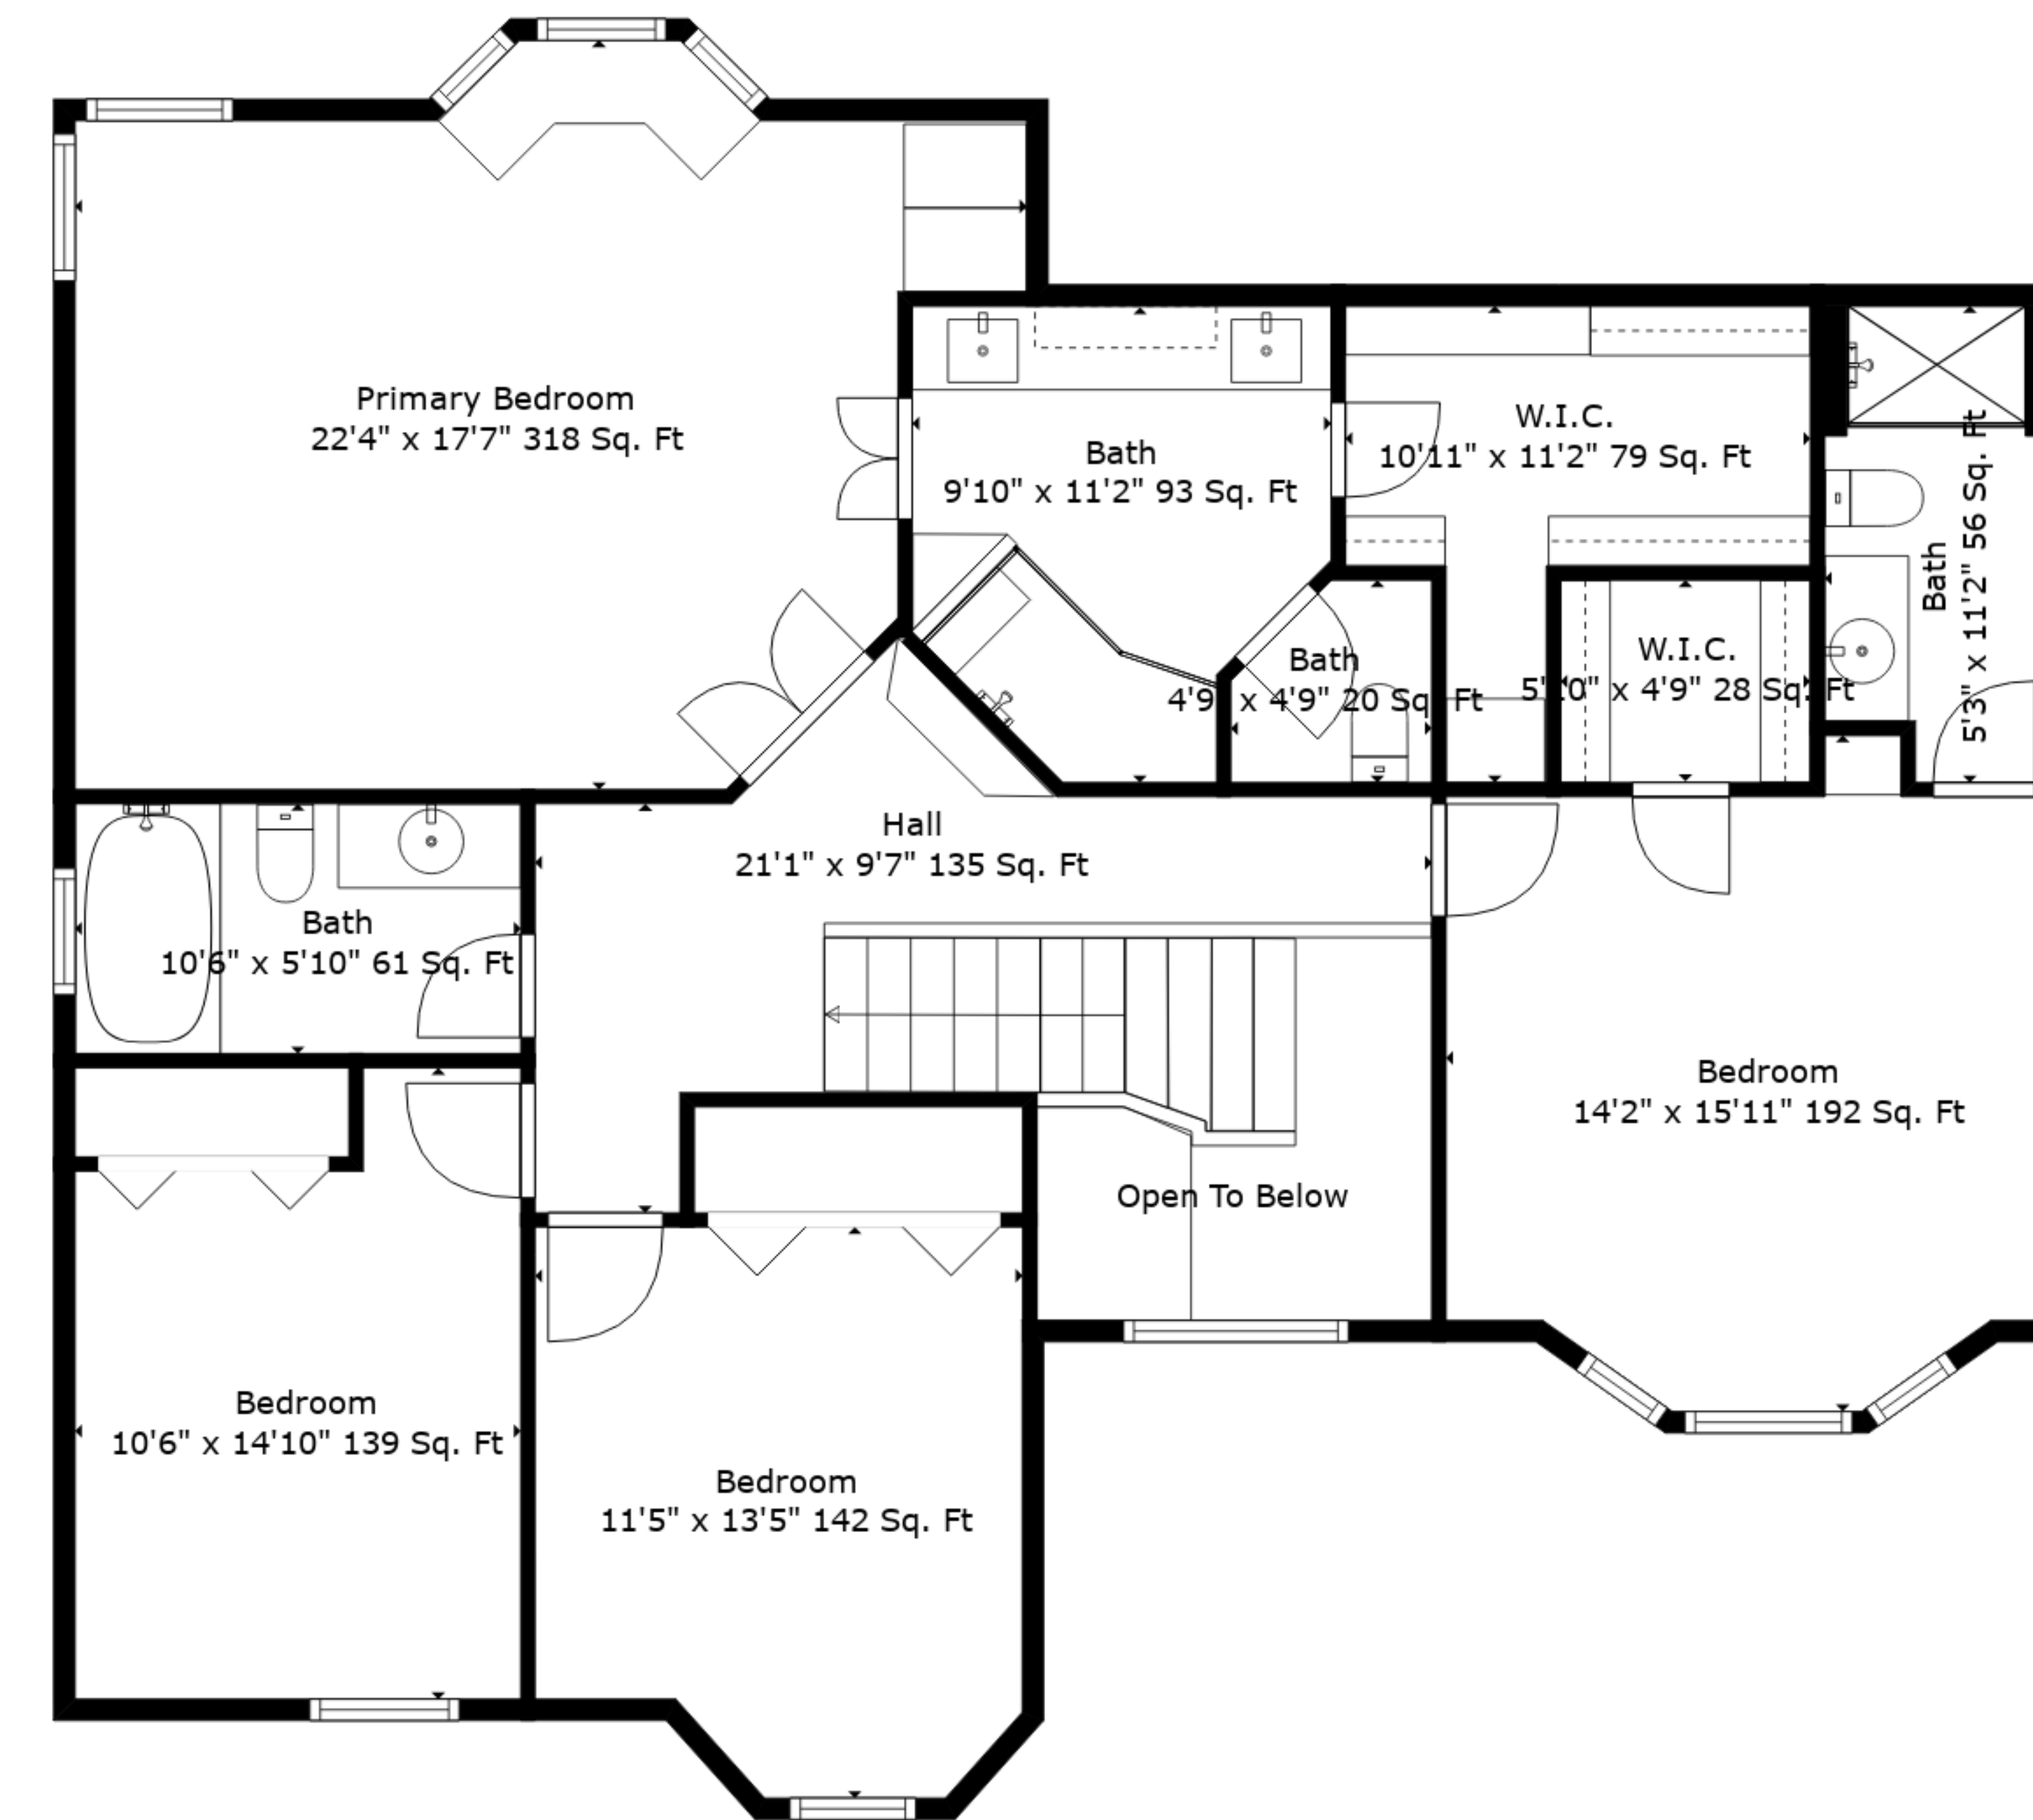 Primary Bedroom
22'4" x 17'7" 318 Sq. Ft
Bath
9'10" x 11'2" 93 Sq. Ft
W.I.C.
10'11" x 11'2" 79 Sq. Ft
Bath
5'3" x 11'2" 56 Sq. Ft
Bath
4'9" x 4'9" 20 Sq. Ft
W.I.C.
5'10" x 4'9" 28 Sq. Ft
Hall
21'1" x 9'7" 135 Sq. Ft
Bath
10'6" x 5'10" 61 Sq. Ft
Bedroom
14'2" x 15'11" 192 Sq. Ft
Open To Below
Bedroom
10'6" x 14'10" 139 Sq. Ft
Bedroom
11'5" x 13'5" 142 Sq. Ft